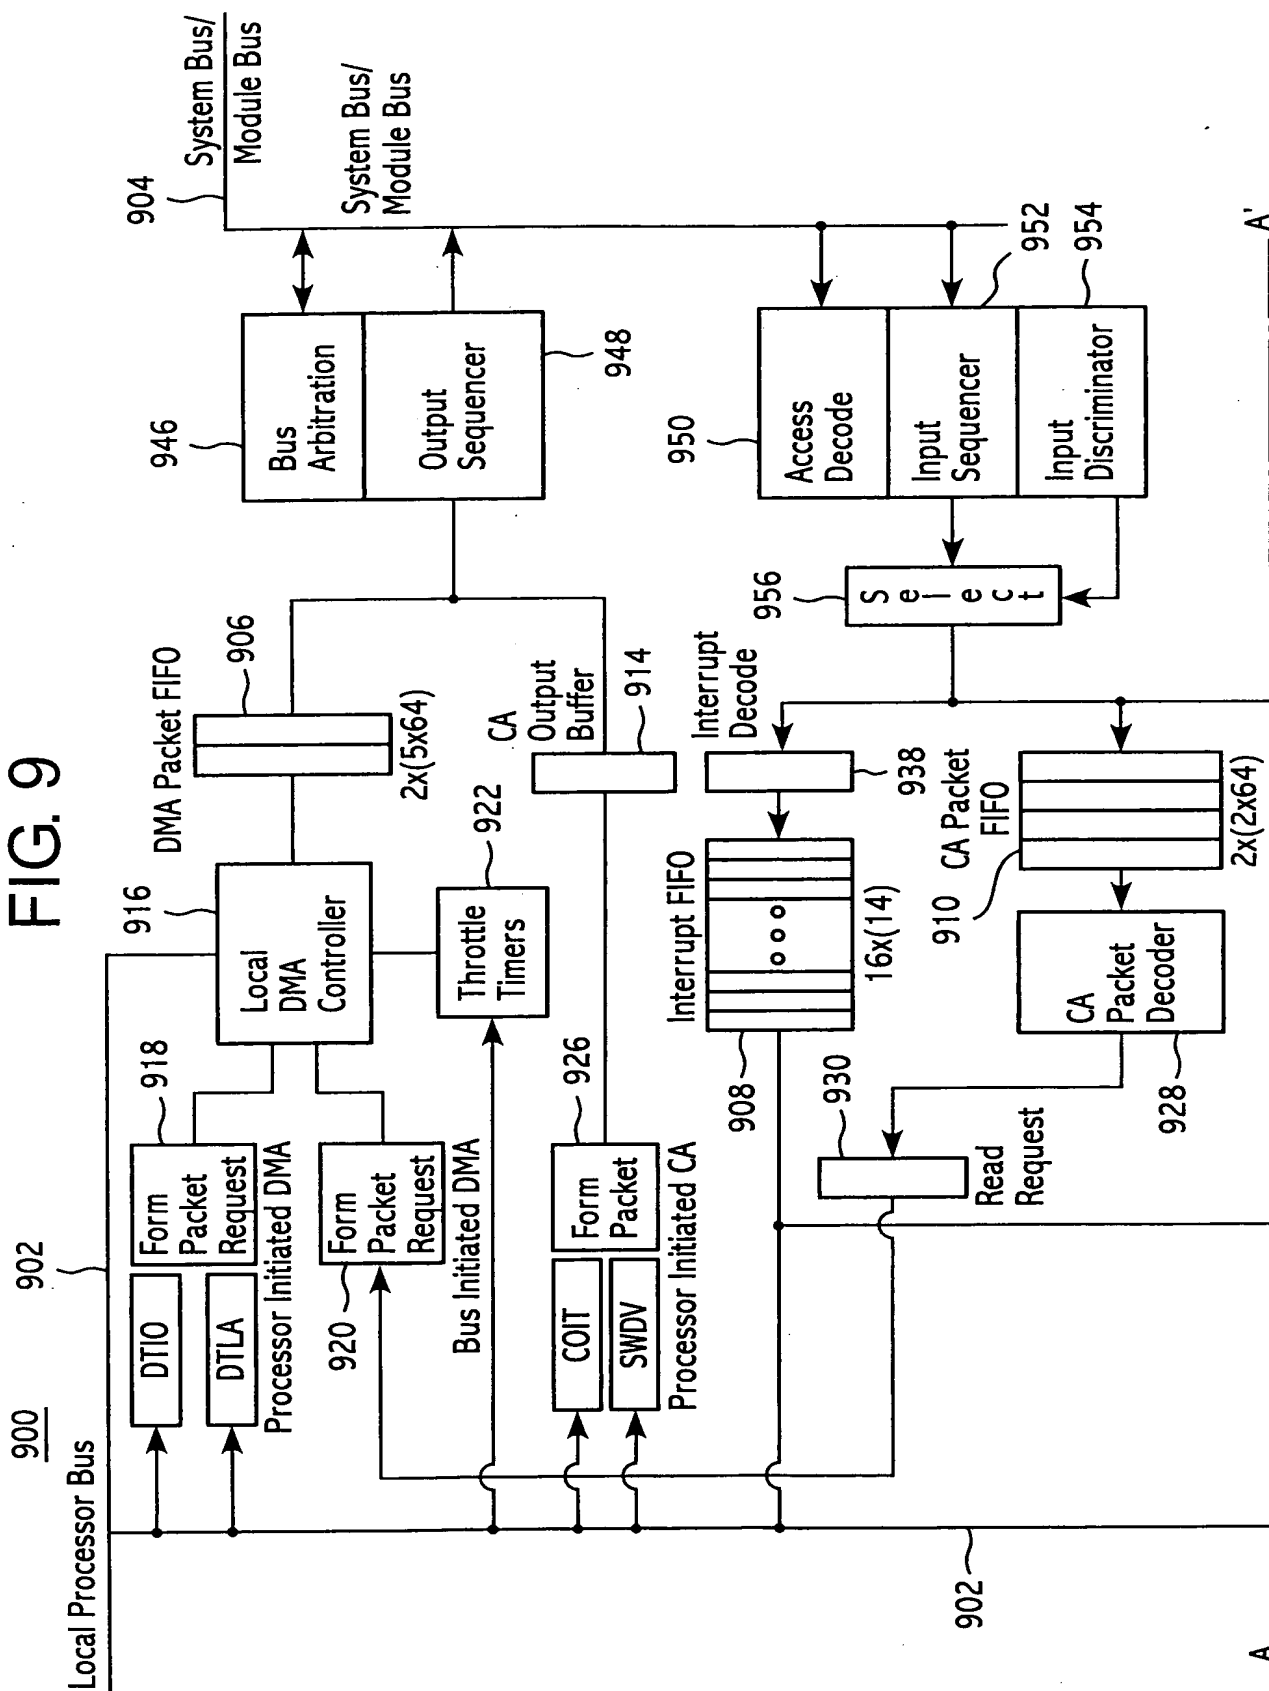 FIG. 9
900
Local Processor Bus
902
DTIO
DTLA
918
Form
Packet
Request
Processor Initiated DMA
916
Local
DMA
Controller
DMA Packet FIFO
906
2x(5x64)
946
Bus
Arbitration
Output
Sequencer
948
904
System Bus/
Module Bus
System Bus/
Module Bus
920
Form
Packet
Request
Bus Initiated DMA
922
Throttle
Timers
COIT
SWDV
926
Form
Packet
Processor Initiated CA
CA
Output
Buffer
914
Interrupt FIFO
908
16x(14)
Interrupt
Decode
938
956
Select
950
Access
Decode
Input
Sequencer
Input
Discriminator
952
954
930
Read
Request
CA
Packet
Decoder
928
910
CA Packet
FIFO
2x(2x64)
902
A
A'